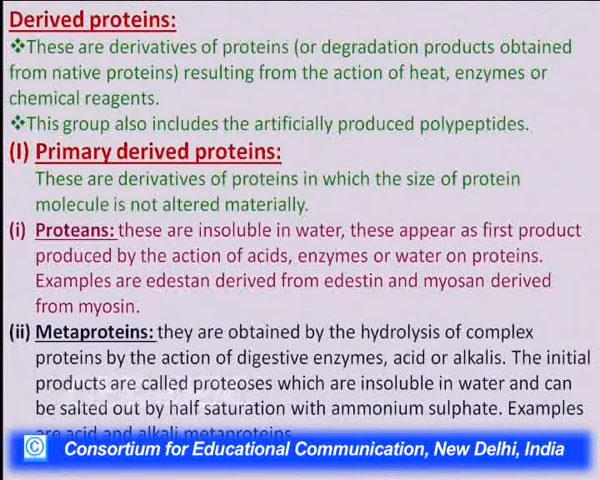 Derived proteins:
❖These are derivatives of proteins (or degradation products obtained
from native proteins) resulting from the action of heat, enzymes or
chemical reagents.
❖This group also includes the artificially produced polypeptides.
(I) Primary derived proteins:
These are derivatives of proteins in which the size of protein
molecule is not altered materially.
(i) Proteans: these are insoluble in water, these appear as first product
produced by the action of acids, enzymes or water on proteins.
Examples are edestan derived from edestin and myosan derived
from myosin.
(ii) Metaproteins: they are obtained by the hydrolysis of complex
proteins by the action of digestive enzymes, acid or alkalis. The initial
products are called proteoses which are insoluble in water and can
be salted out by half saturation with ammonium sulphate. Examples
are acid and alkali metaproteins.
© Consortium for Educational Communication, New Delhi, India